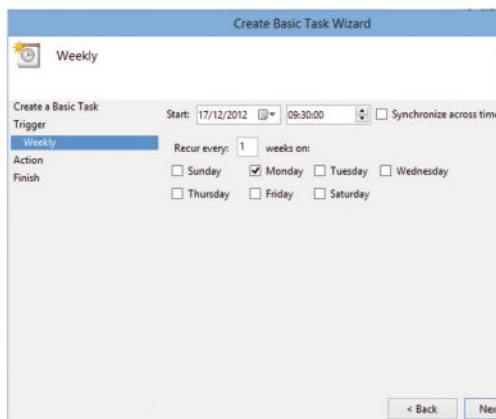 Create Basic Task Wizard
Weekly
Create a Basic Task
Trigger
Weekly
Action
Finish
Start: 17/12/2012 09:30:00 Synchronize across time
Recur every: 1 weeks on:
Sunday Monday Tuesday Wednesday
Thursday Friday Saturday
< Back Nex